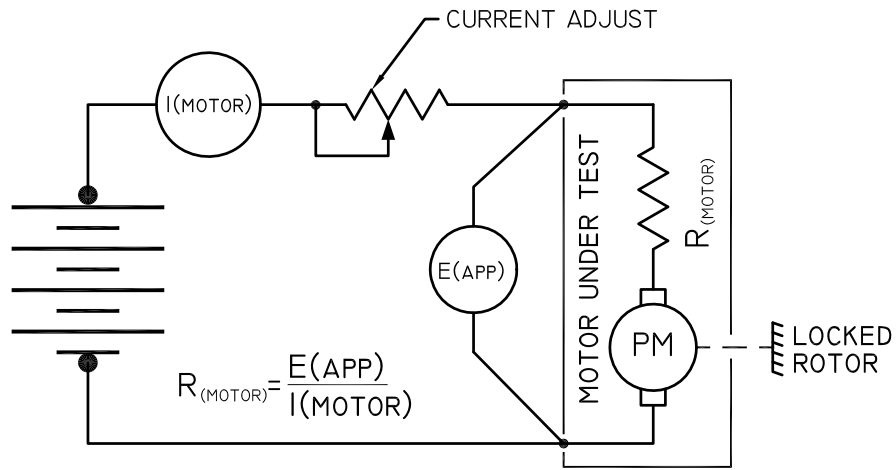 CURRENT ADJUST
I(MOTOR)
E(APP)
MOTOR UNDER TEST
R(MOTOR)
PM
LOCKED
ROTOR
R(MOTOR)=E(APP)/I(MOTOR)